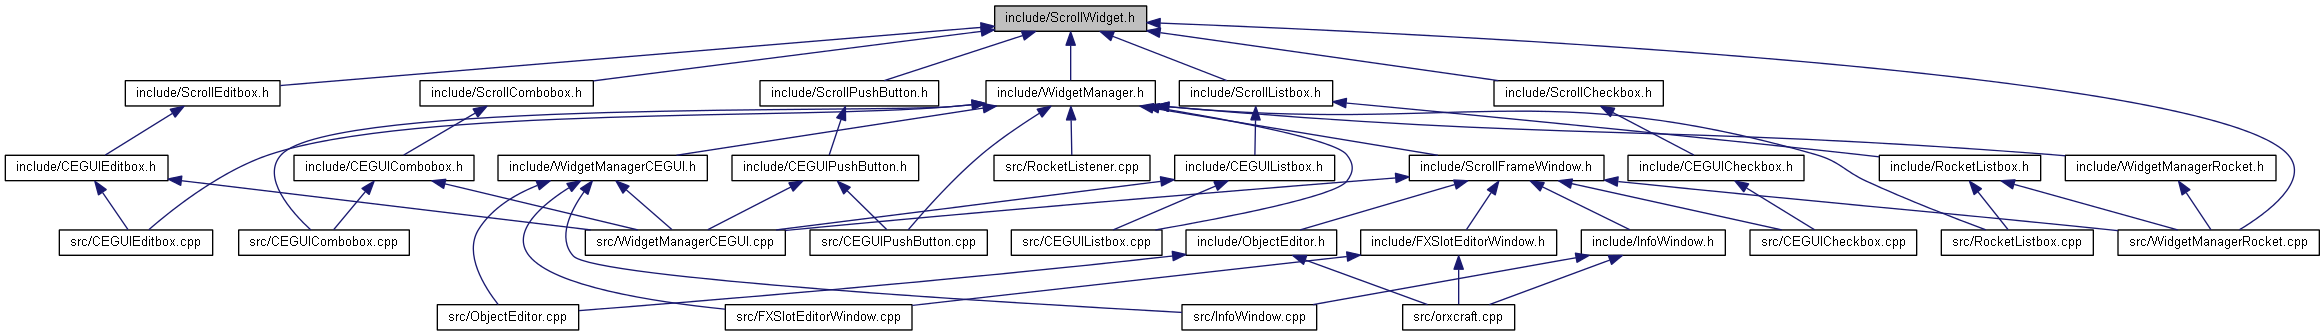 include/ScrollWidget.h
include/ScrollEditbox.h
include/ScrollCombobox.h
include/ScrollPushButton.h
include/WidgetManager.h
include/ScrollListbox.h
include/ScrollCheckbox.h
include/CEGUIEditbox.h
include/CEGUICombobox.h
include/WidgetManagerCEGUI.h
include/CEGUIPushButton.h
src/RocketListener.cpp
include/CEGUIListbox.h
include/ScrollFrameWindow.h
include/CEGUICheckbox.h
include/RocketListbox.h
include/WidgetManagerRocket.h
src/CEGUIEditbox.cpp
src/CEGUICombobox.cpp
src/WidgetManagerCEGUI.cpp
src/CEGUIPushButton.cpp
src/CEGUIListbox.cpp
include/ObjectEditor.h
include/FXSlotEditorWindow.h
include/InfoWindow.h
src/CEGUICheckbox.cpp
src/RocketListbox.cpp
src/WidgetManagerRocket.cpp
src/ObjectEditor.cpp
src/FXSlotEditorWindow.cpp
src/InfoWindow.cpp
src/orxcraft.cpp